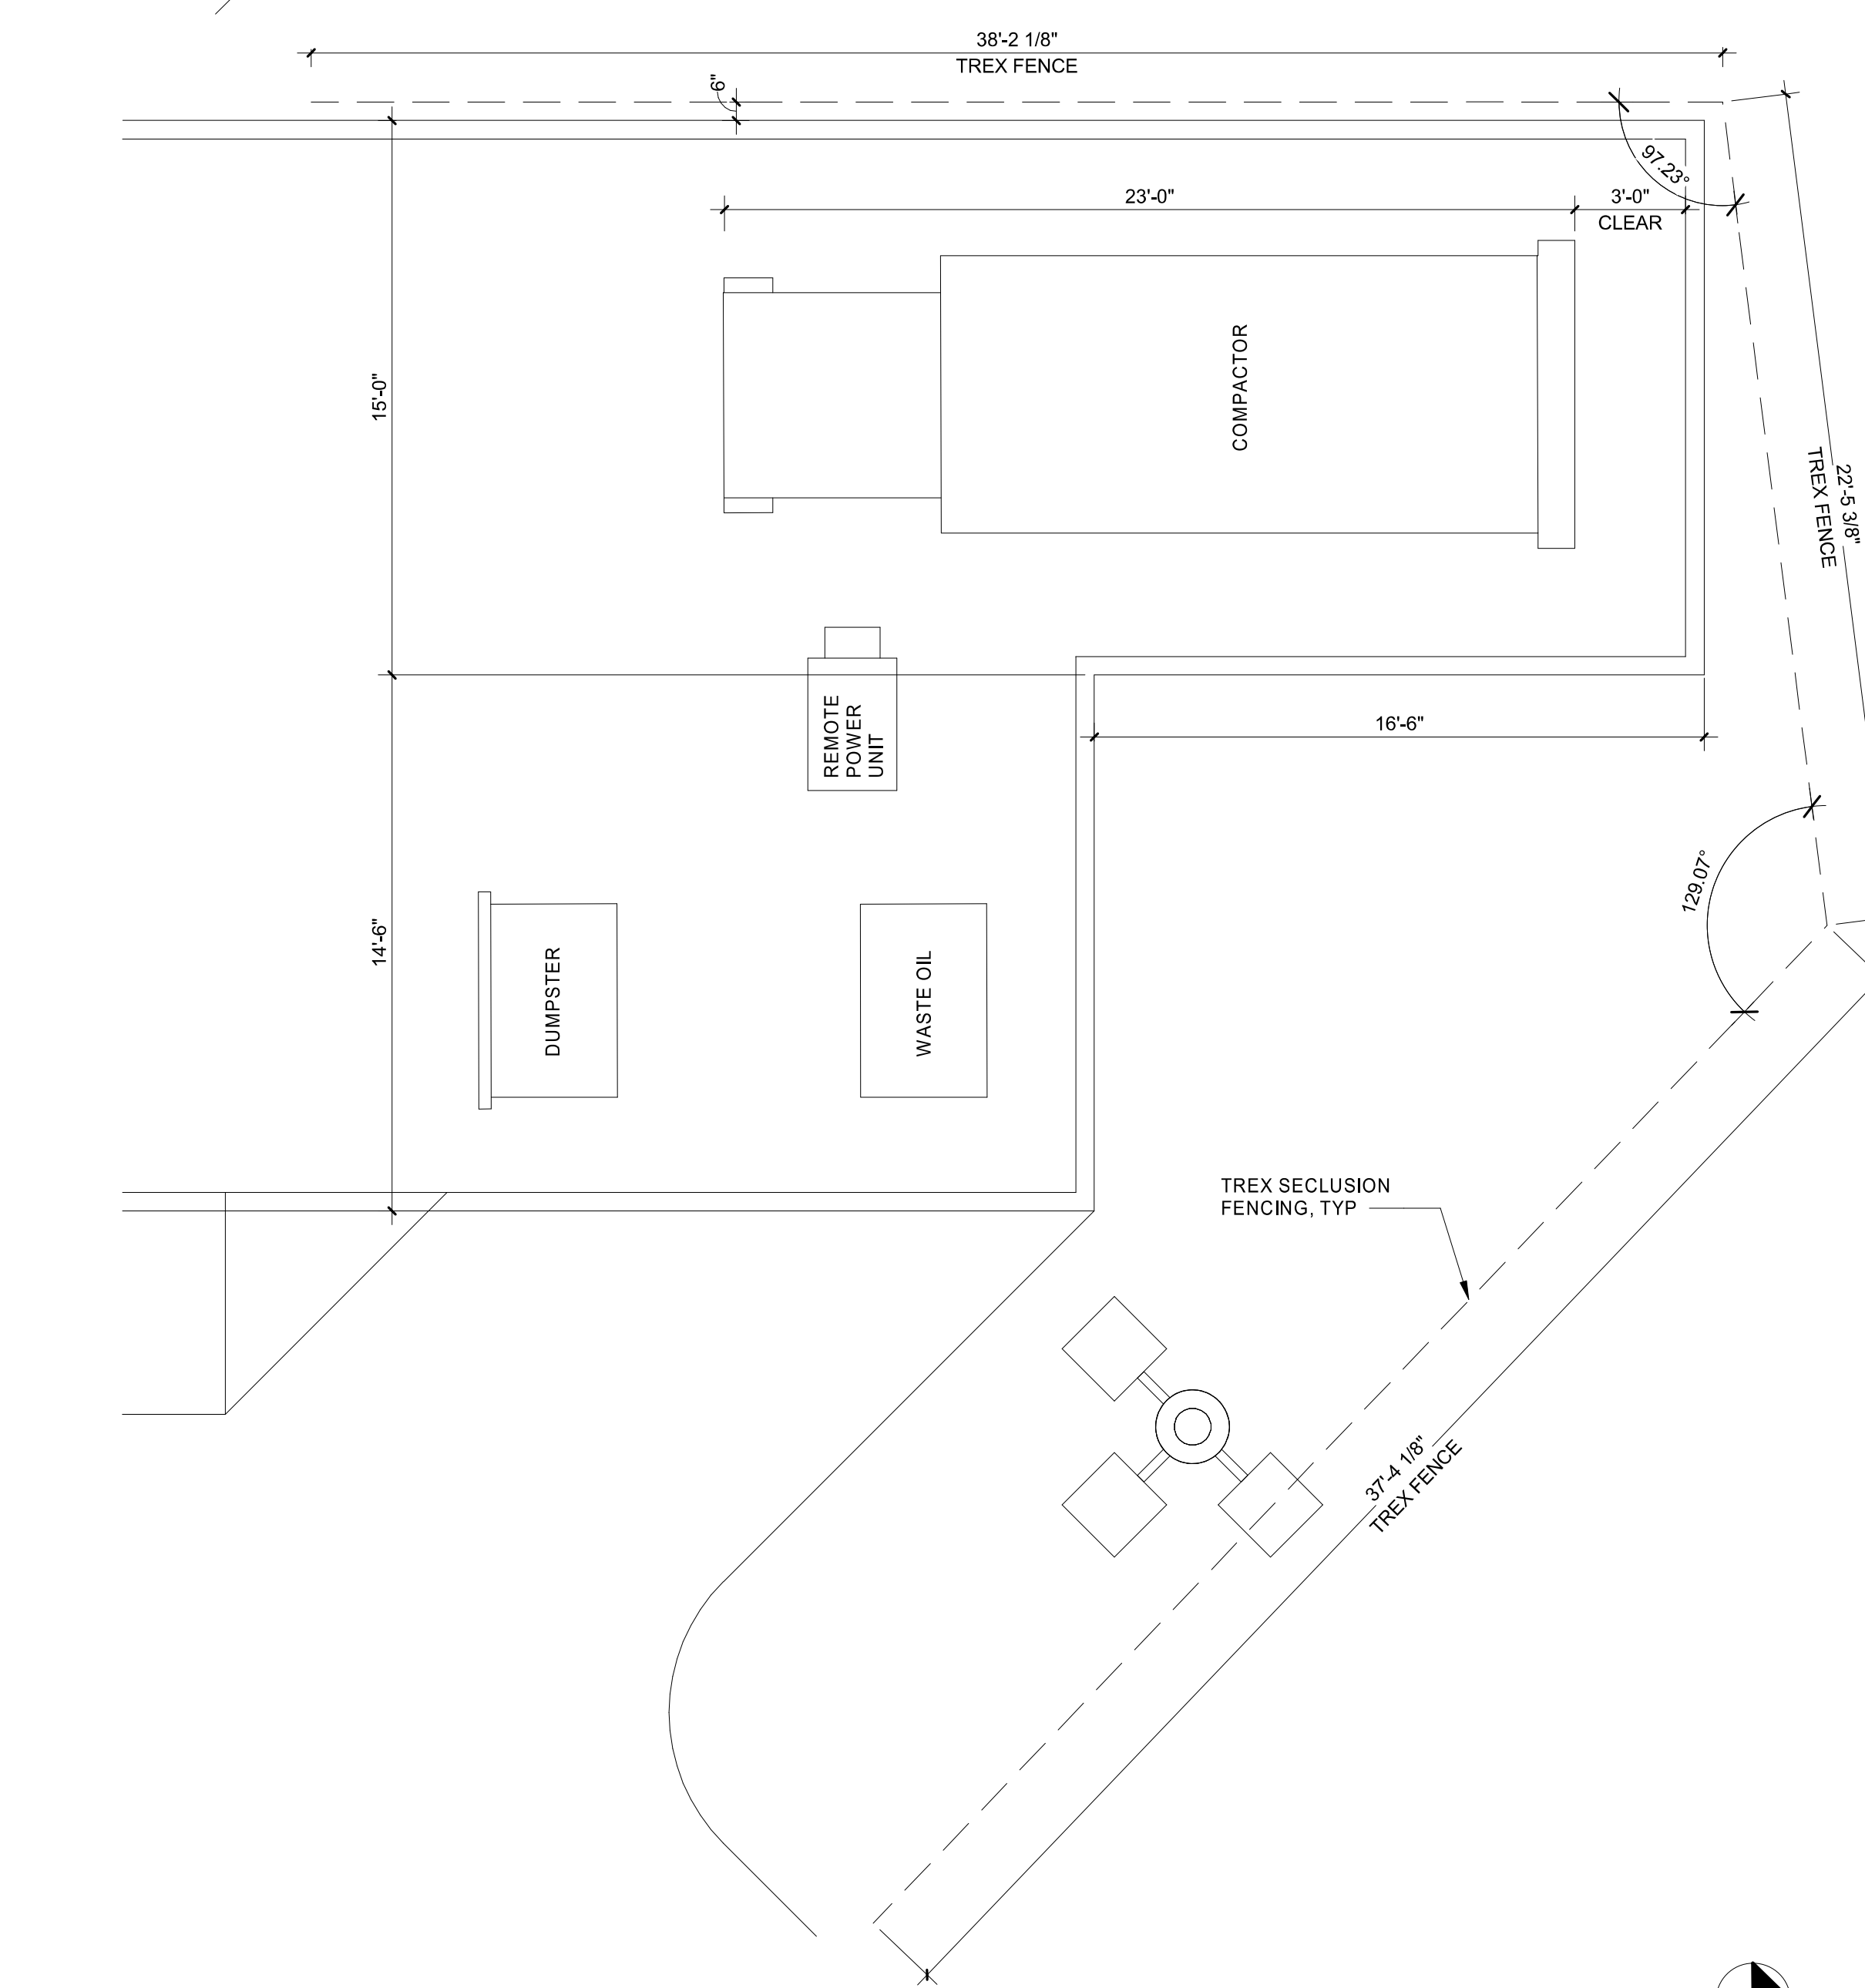 38'-2 1/8"
TREX FENCE
6"
97.23°
23'-0"
3'-0"
CLEAR
15'-0"
COMPACTOR
22'-5 3/8"
TREX FENCE
REMOTE
POWER
UNIT
16'-6"
129.07°
14'-6"
DUMPSTER
WASTE OIL
TREX SECLUSION
FENCING, TYP
37'-4 1/8"
TREX FENCE